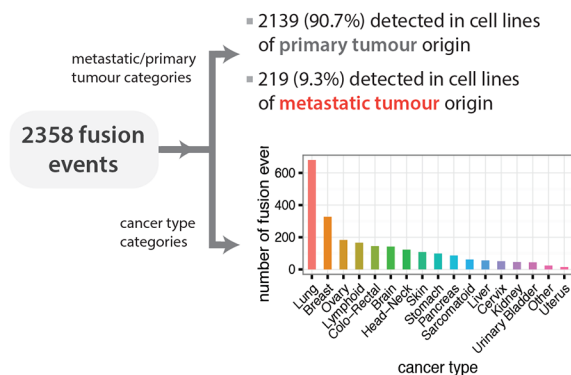 2139 (90.7%) detected in cell lines
of primary tumour origin
metastatic/primary
tumour categories
219 (9.3%) detected in cell lines
of metastatic tumour origin
2358 fusion
events
cancer type
categories
number of fusion ever
600
400
200
0
Lung
Breast
Ovary
Lymphoid
Colo-Rectal
Brain
Head-Neck
Skin
Stomach
Pancreas
Sarcomatoid
Liver
Cervix
Kidney
Urinary Bladder
Other
Uterus
cancer type